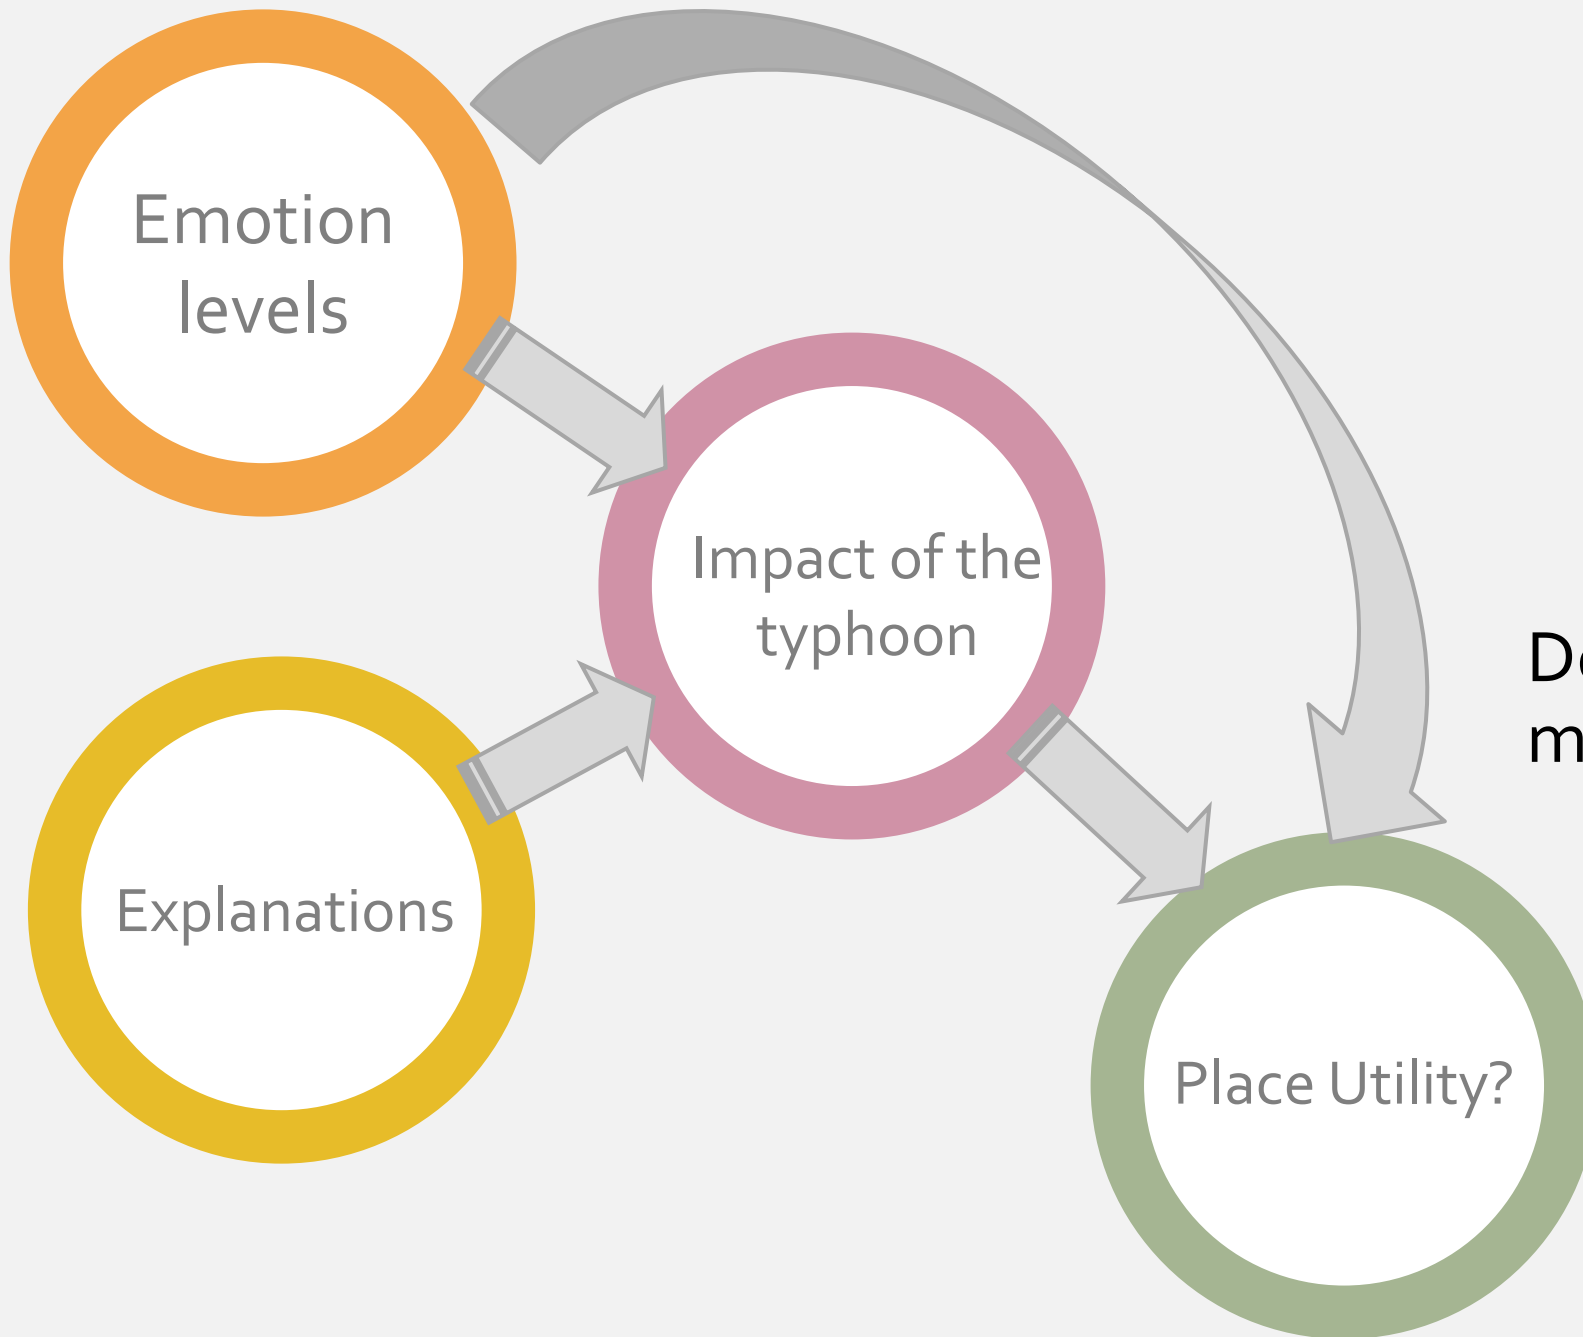 Emotion
levels
Impact of the
typhoon
Explanations
Place Utility?